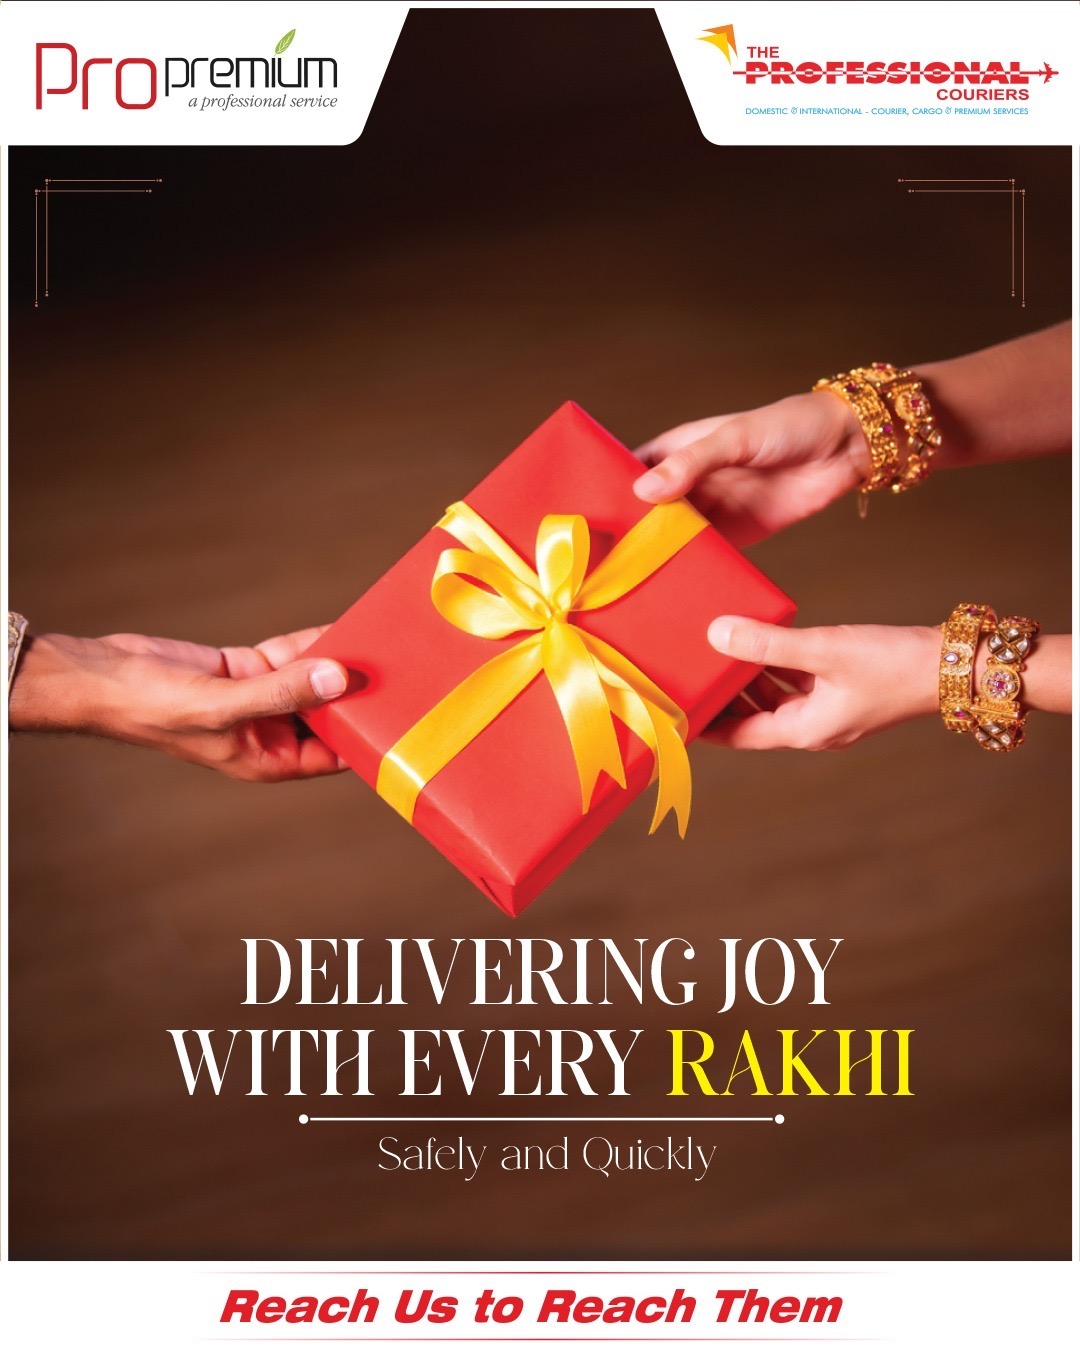 Pro premium
a professional service
THE
PROFESSIONAL
COURIERS
DOMESTIC & INTERNATIONAL - COURIER, CARGO & PREMIUM SERVICES
DELIVERING JOY
WITH EVERY RAKHI
Safely and Quickly
Reach Us to Reach Them